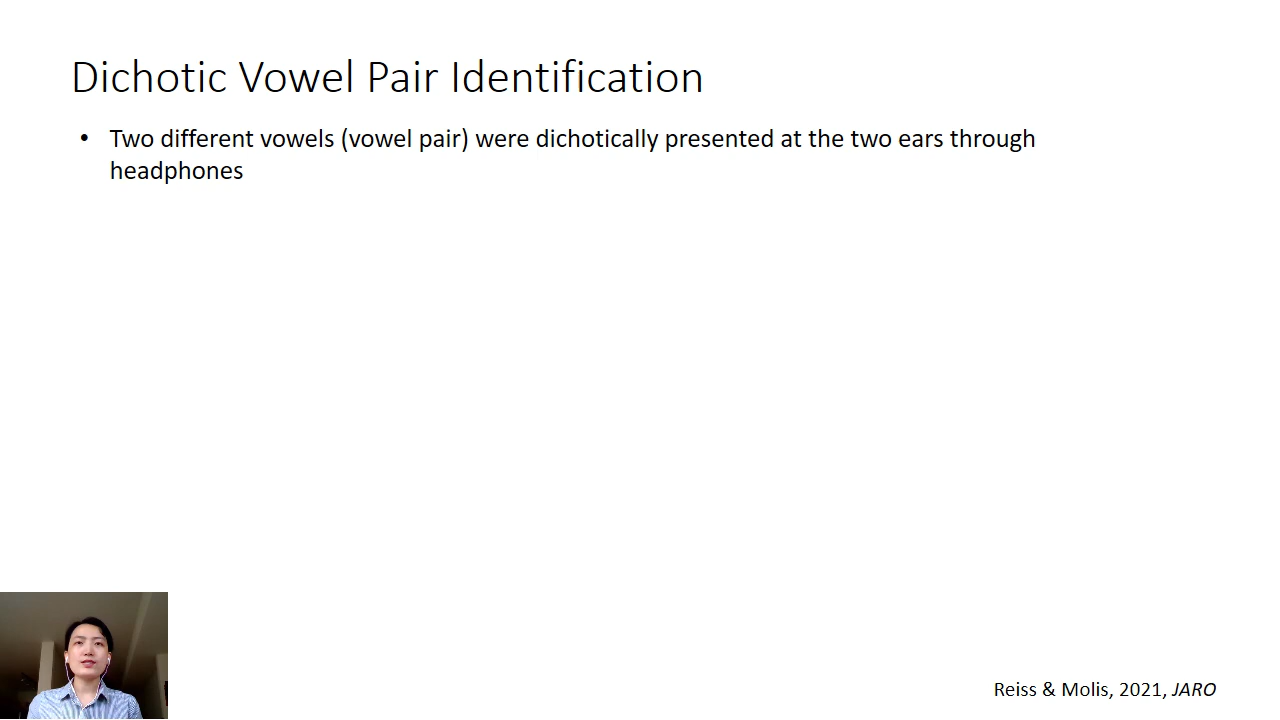 Dichotic Vowel Pair Identification
• Two different vowels (vowel pair) were dichotically presented at the two ears through
headphones
Reiss & Molis, 2021, JARO